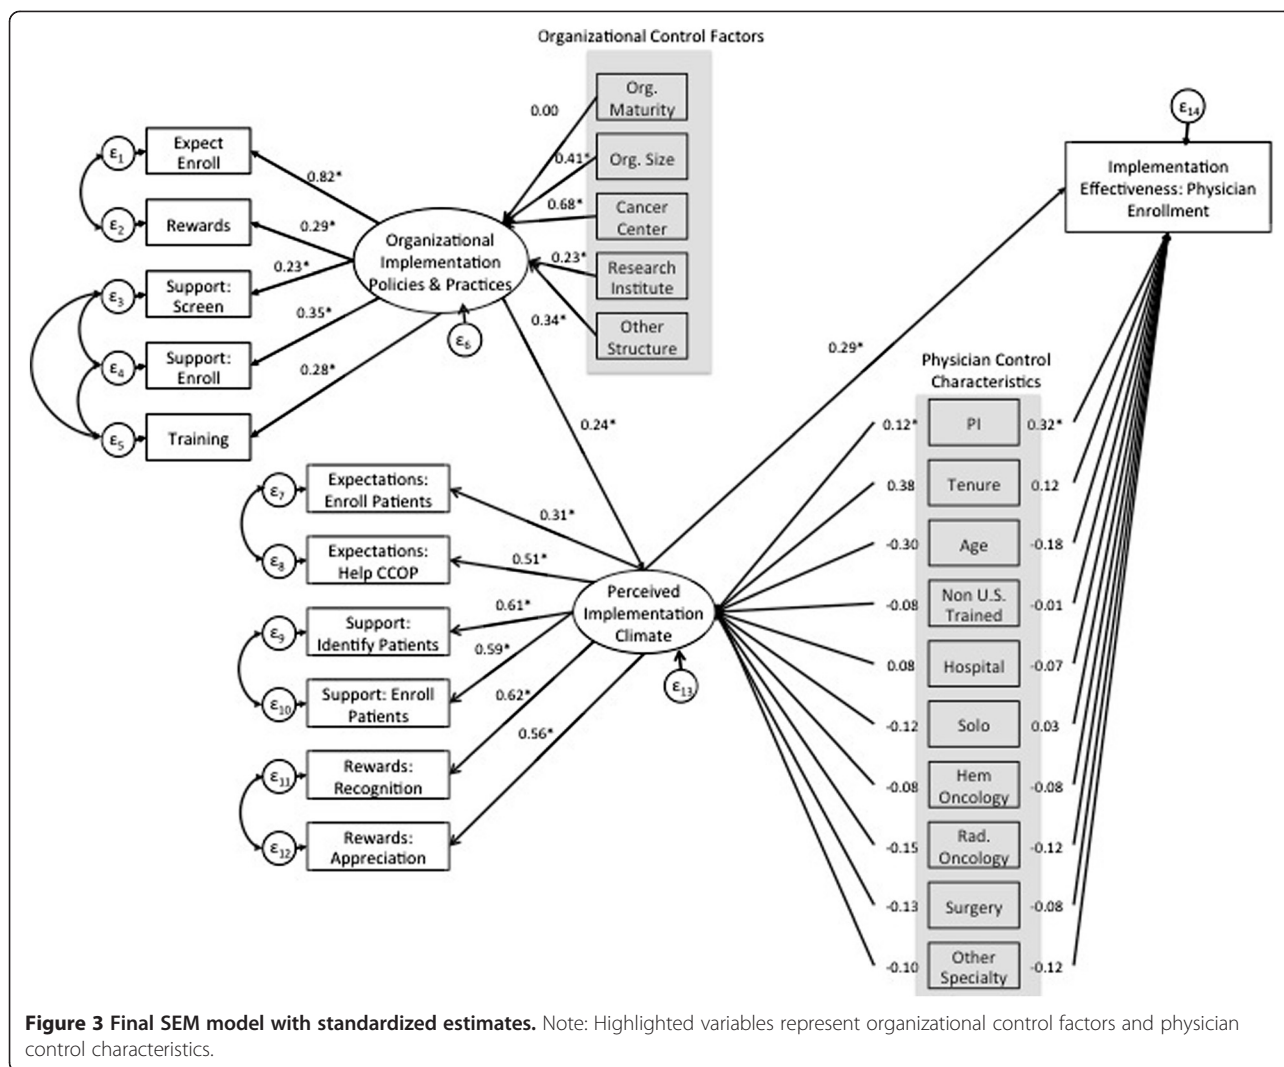 Organizational Control Factors
Org.
Maturity
Org. Size
Cancer
Center
Research
Institute
Other
Structure
0.00
0.41*
0.68*
0.23*
0.34*
ε14
Implementation
Effectiveness: Physician
Enrollment
ε1
Expect
Enroll
ε2
Rewards
ε3
Support:
Screen
ε4
Support:
Enroll
ε5
Training
0.82*
0.29*
0.23*
0.35*
0.28*
Organizational
Implementation
Policies & Practices
ε6
0.24*
0.29*
ε7
Expectations:
Enroll Patients
ε8
Expectations:
Help CCOP
ε9
Support:
Identify Patients
ε10
Support: Enroll
Patients
ε11
Rewards:
Recognition
ε12
Rewards:
Appreciation
0.31*
0.51*
0.61*
0.59*
0.62*
0.56*
Perceived
Implementation
Climate
ε13
Physician Control
Characteristics
0.12* PI 0.32*
0.38 Tenure 0.12
-0.30 Age -0.18
-0.08 Non U.S.
Trained -0.01
0.08 Hospital -0.07
-0.12 Solo 0.03
-0.08 Hem
Oncology -0.08
-0.15 Rad.
Oncology -0.12
-0.13 Surgery -0.08
-0.10 Other
Specialty -0.12
Figure 3 Final SEM model with standardized estimates. Note: Highlighted variables represent organizational control factors and physician
control characteristics.